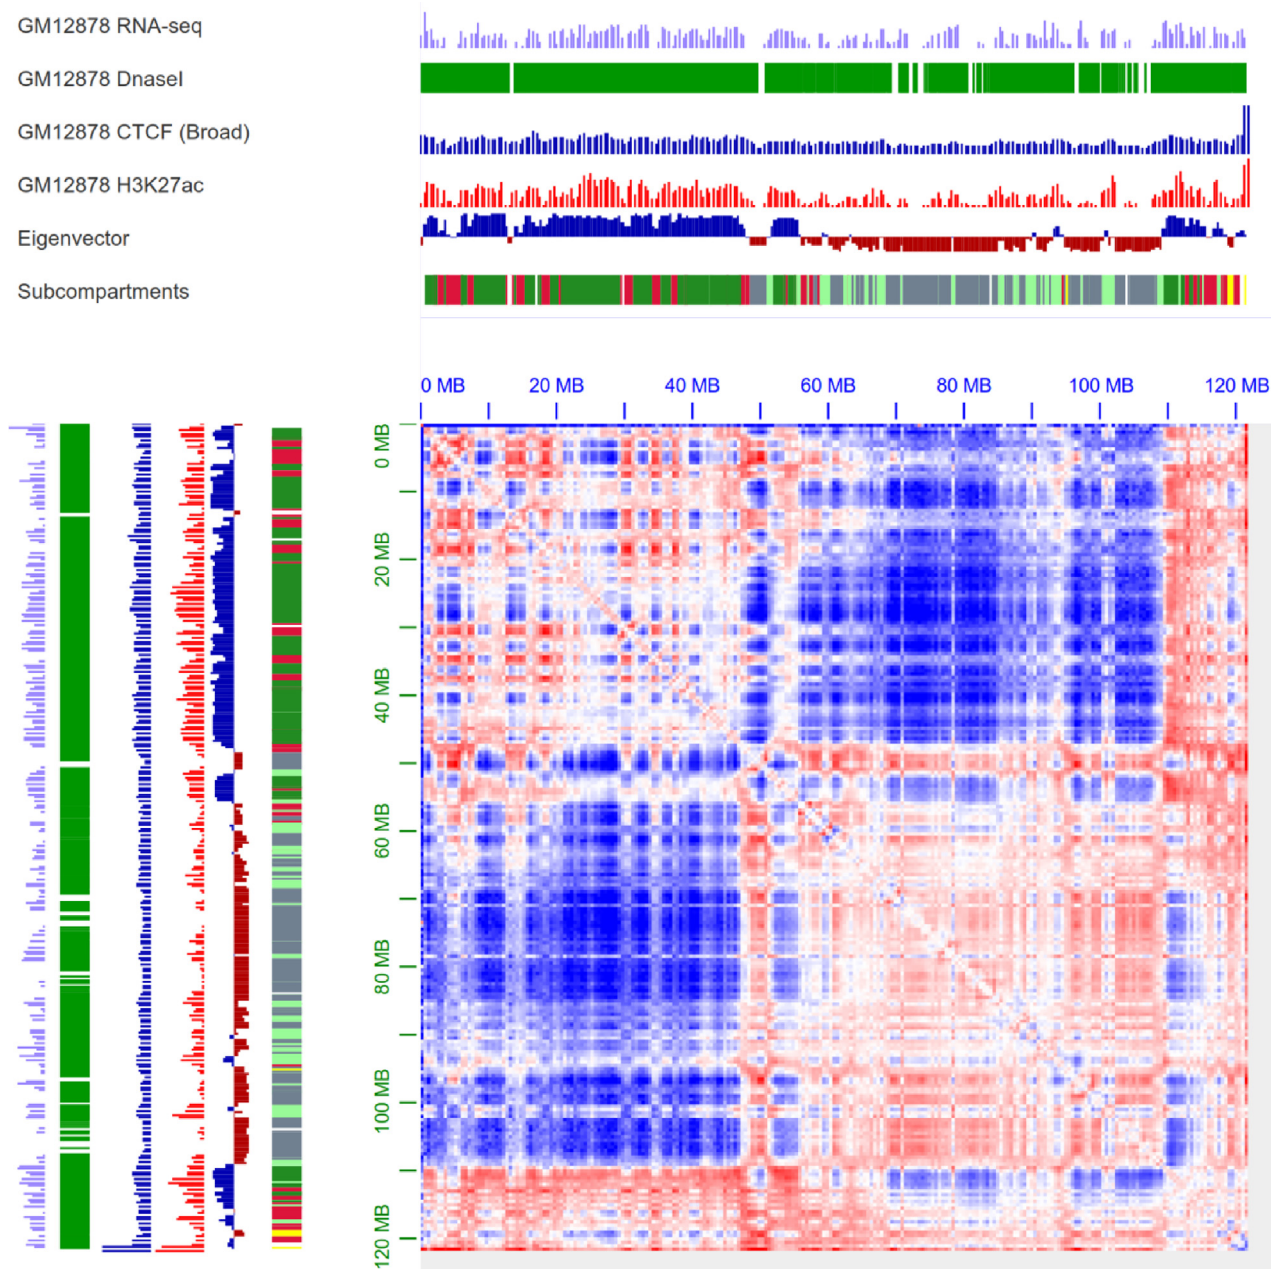 GM12878 RNA-seq
GM12878 DnaseI
GM12878 CTCF (Broad)
GM12878 H3K27ac
Eigenvector
Subcompartments
0 MB 20 MB 40 MB 60 MB 80 MB 100 MB 120 MB
0 MB
20 MB
40 MB
60 MB
80 MB
100 MB
120 MB